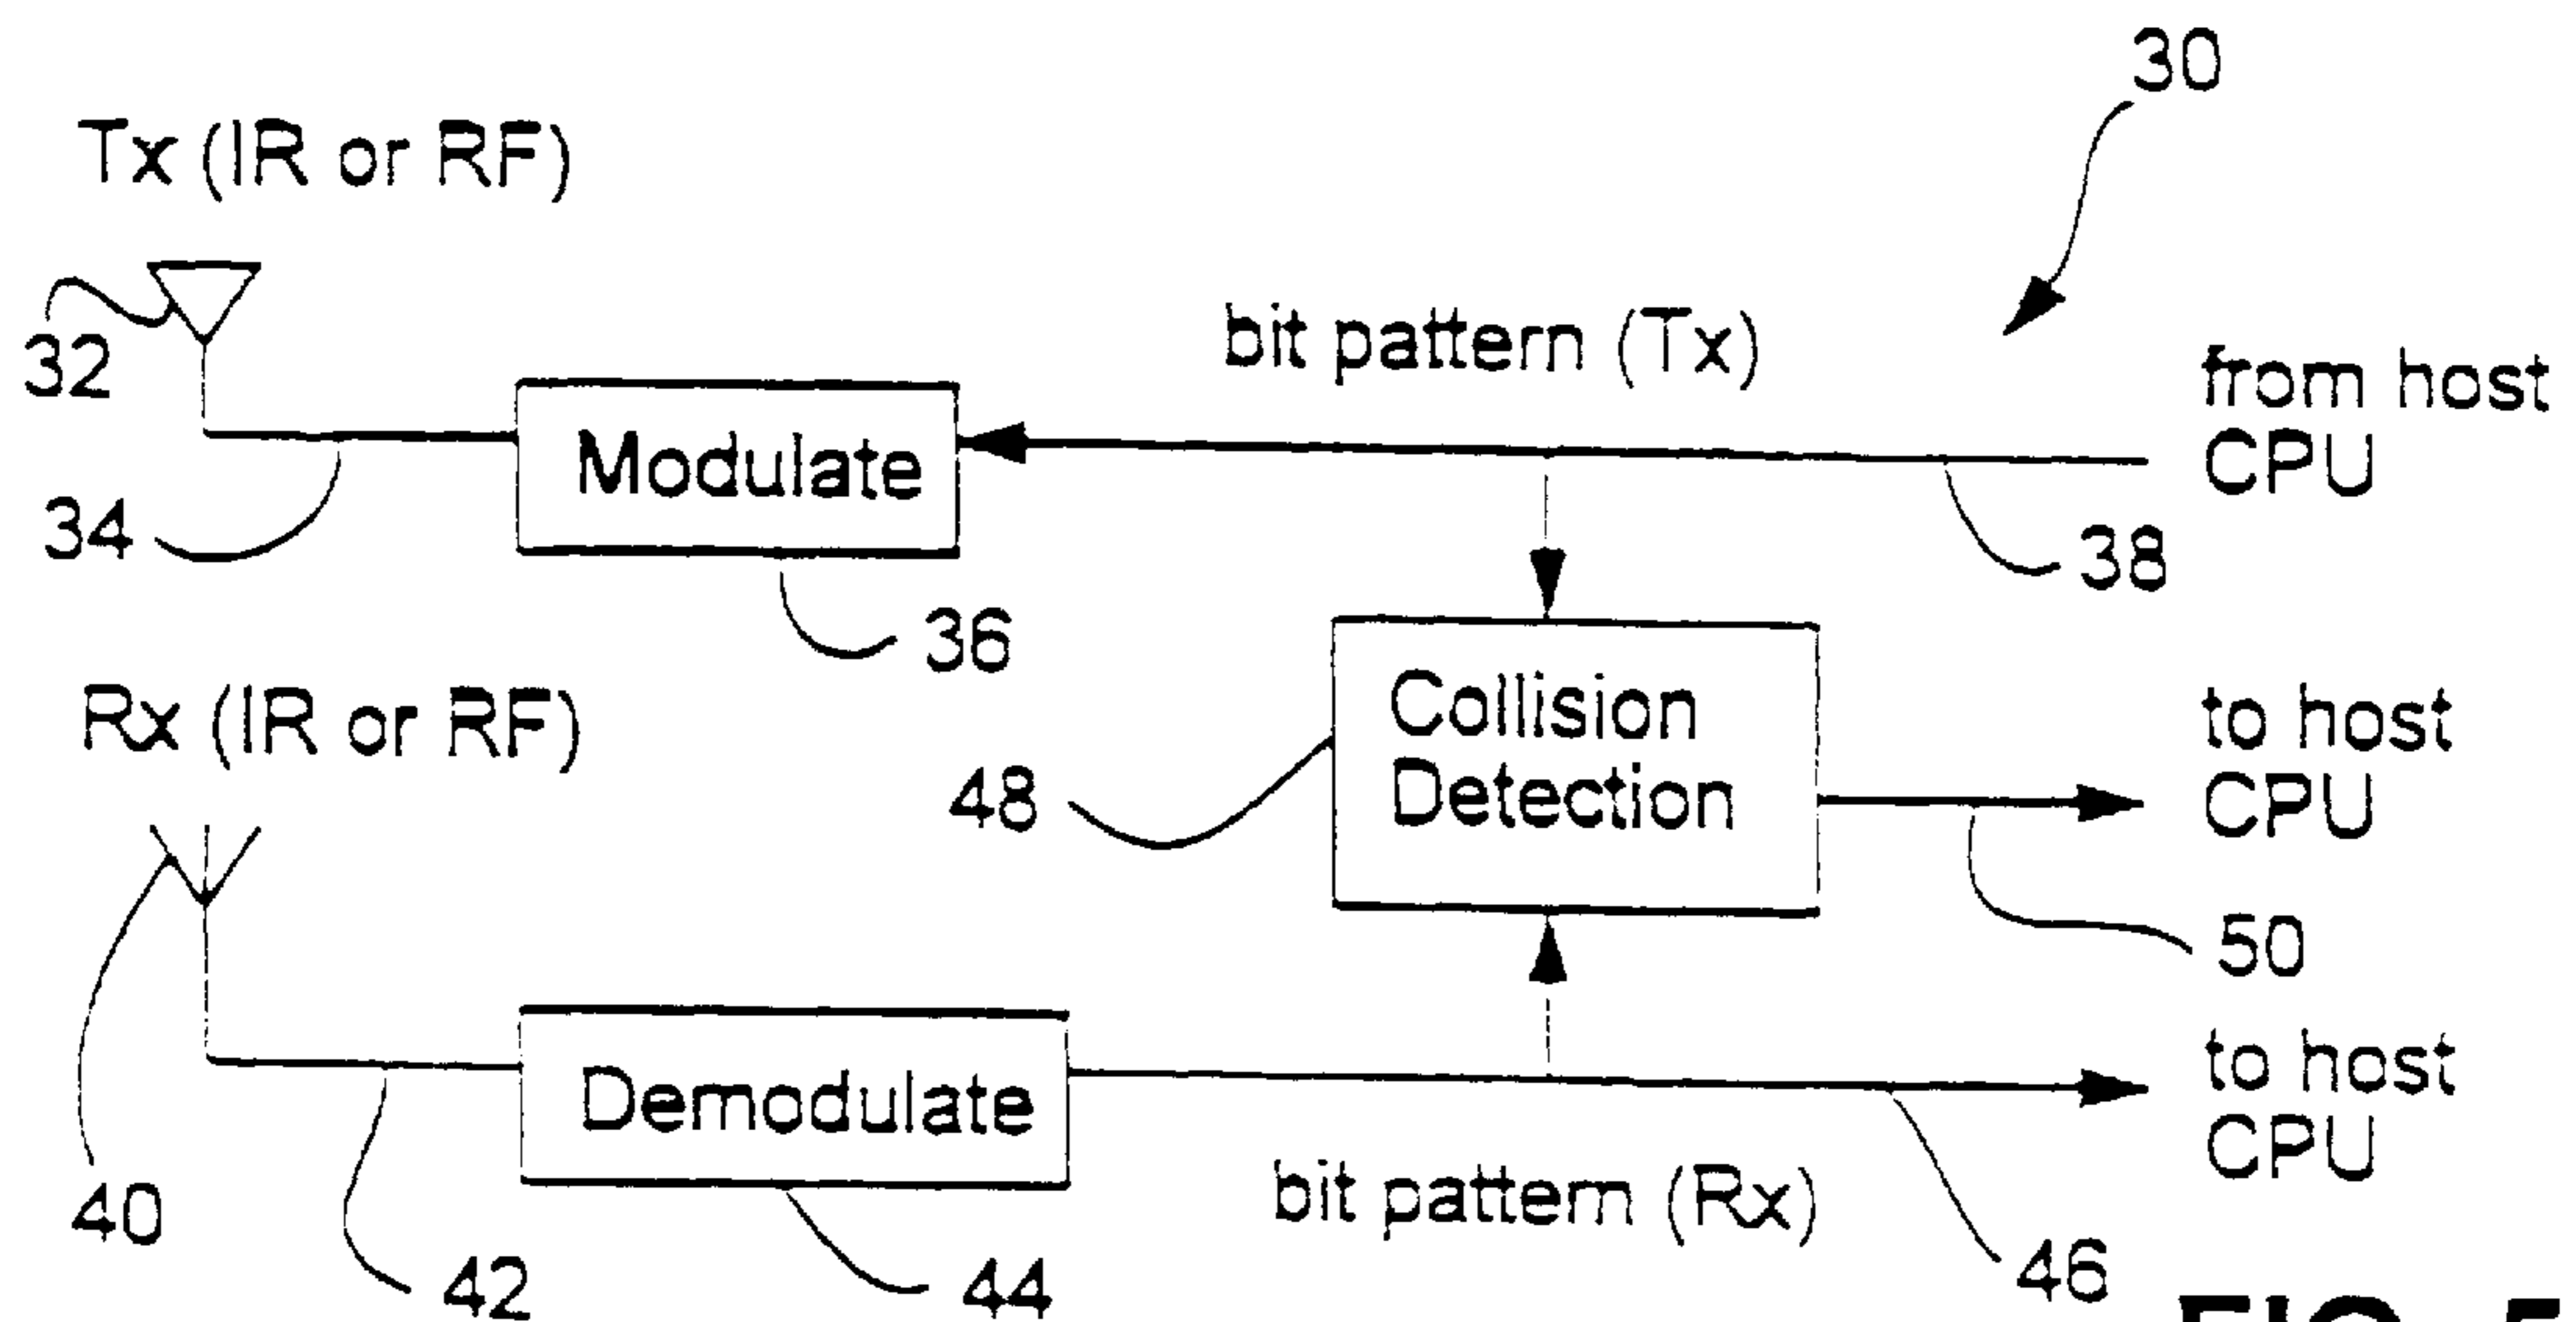 30
Tx (IR or RF)
32
bit pattern (Tx)
from host
CPU
Modulate
34
38
36
Rx (IR or RF)
Collision
Detection
48
to host
CPU
50
Demodulate
to host
CPU
40
bit pattern (Rx)
42
44
46